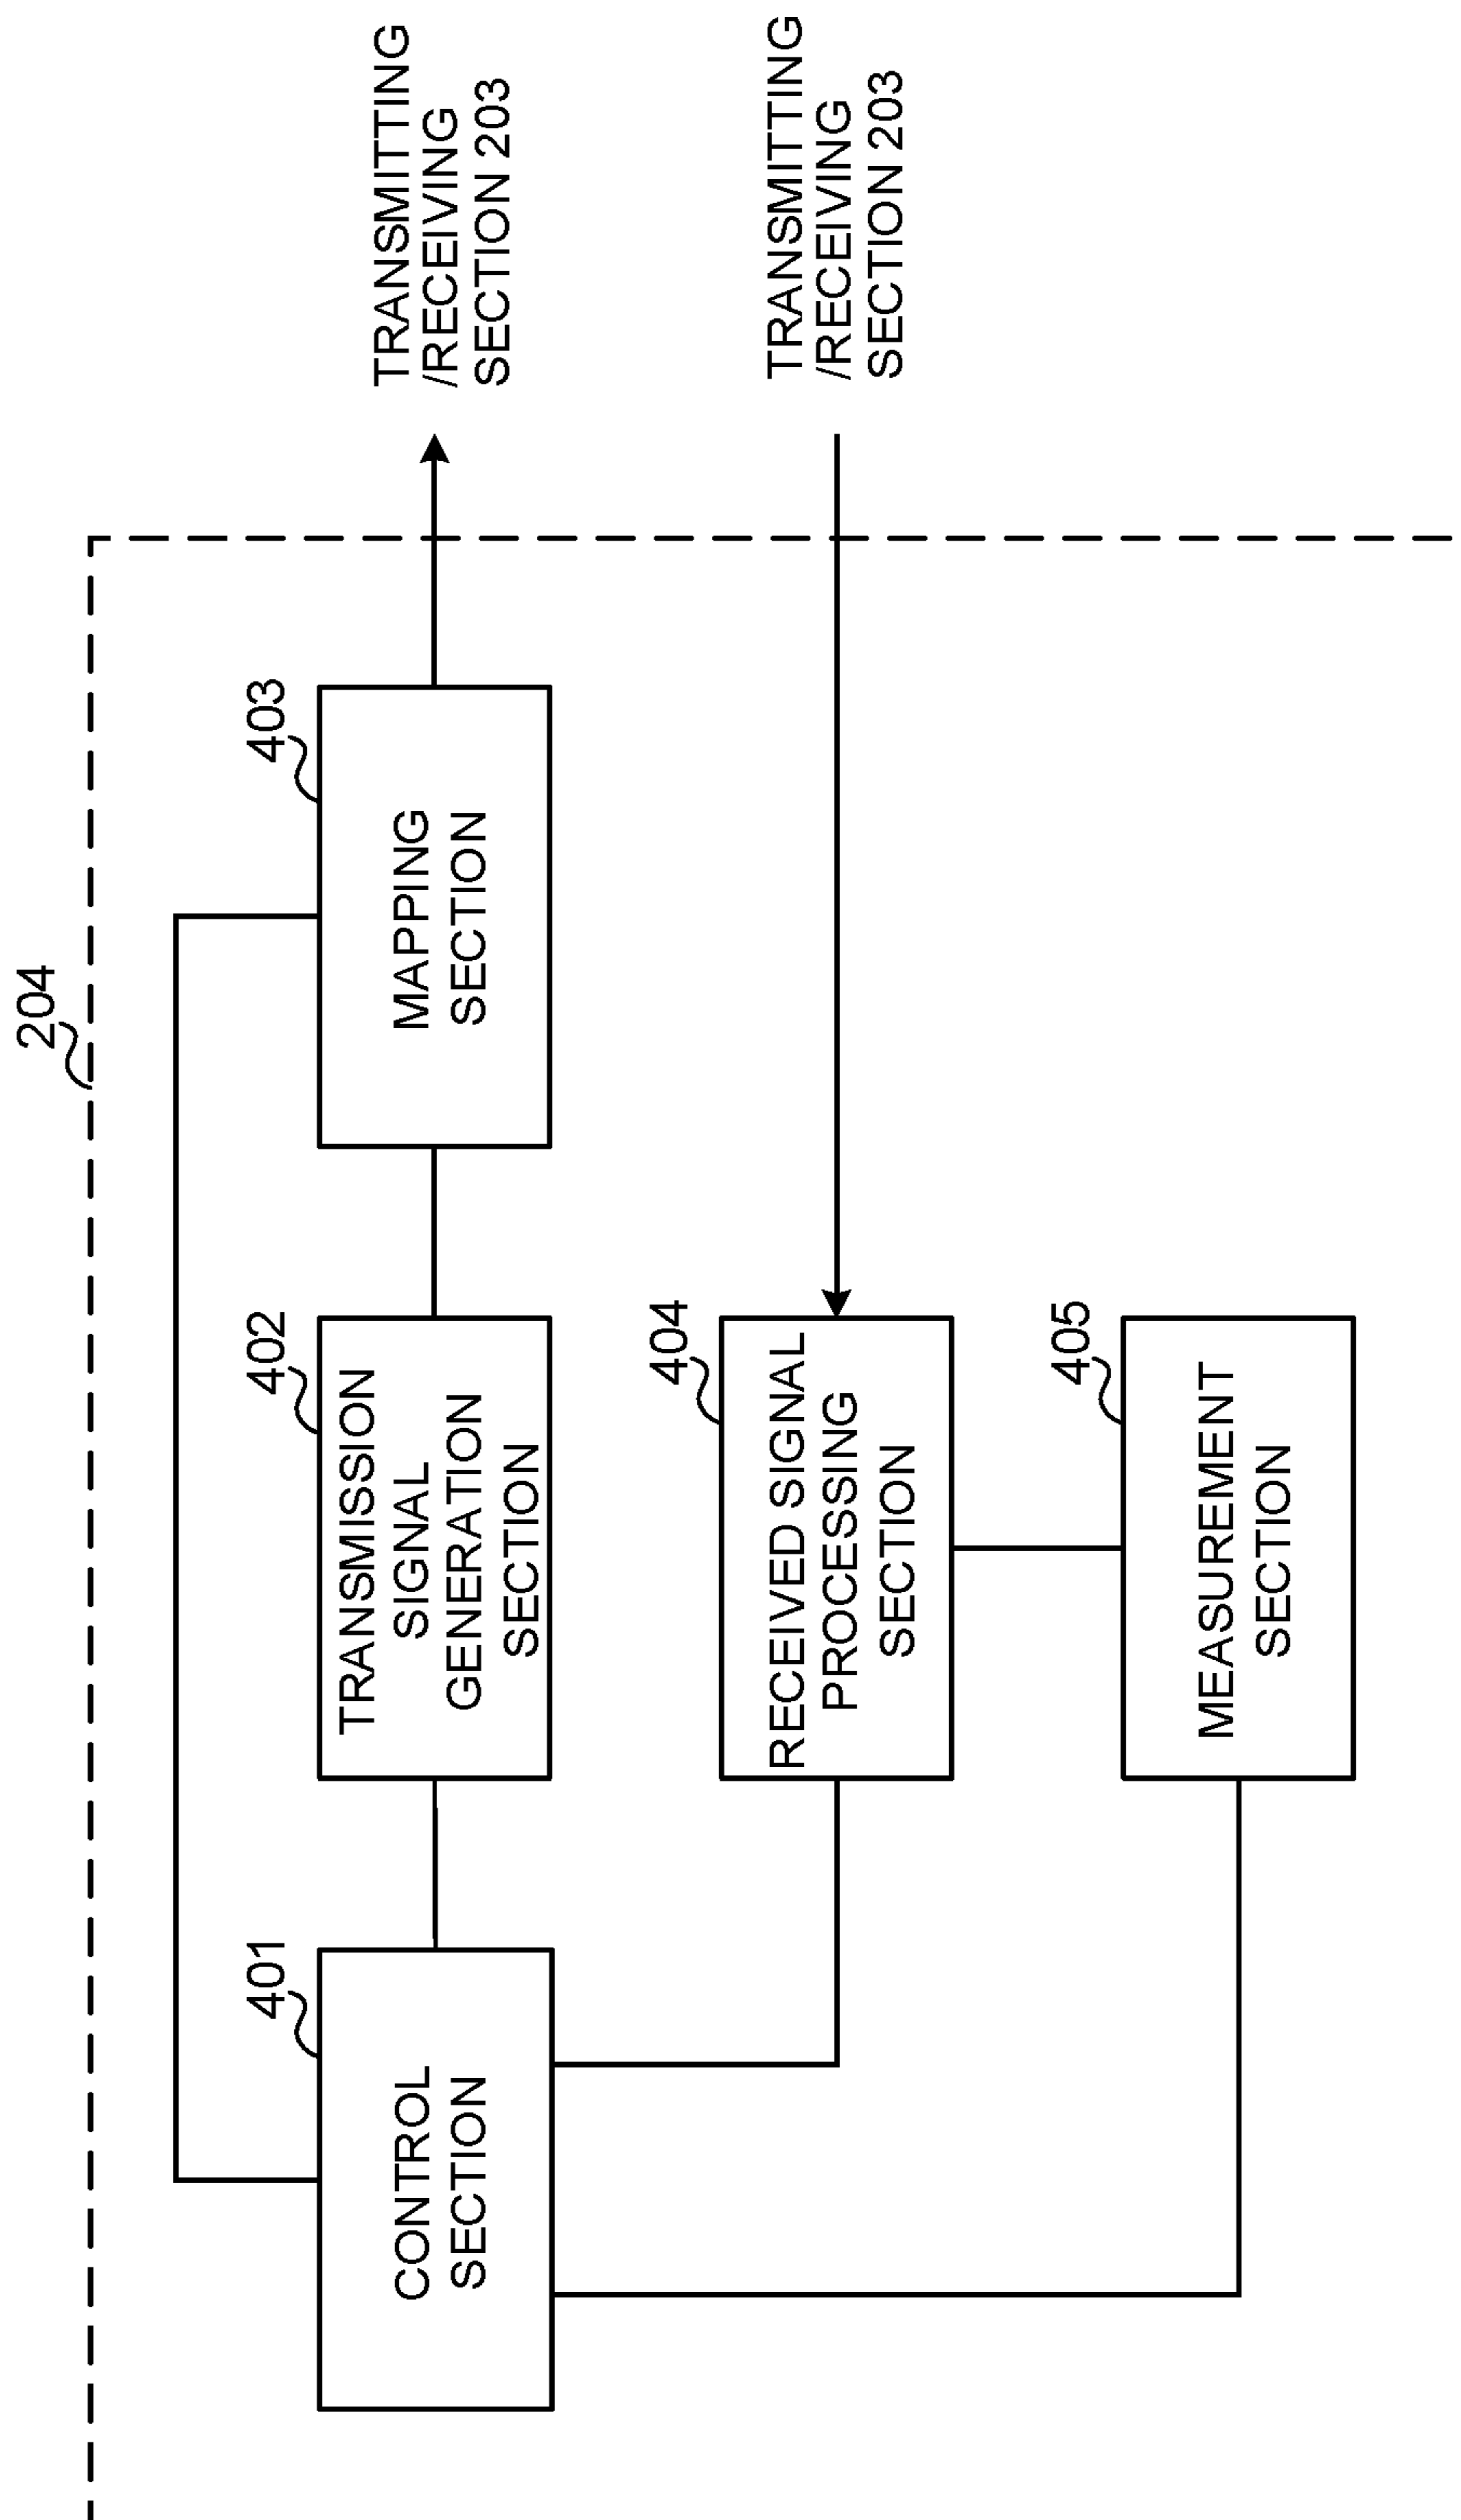 204
401
CONTROL
SECTION
402
TRANSMISSION
SIGNAL
GENERATION
SECTION
403
MAPPING
SECTION
TRANSMITTING
/RECEIVING
SECTION 203
404
RECEIVED SIGNAL
PROCESSING
SECTION
TRANSMITTING
/RECEIVING
SECTION 203
405
MEASUREMENT
SECTION